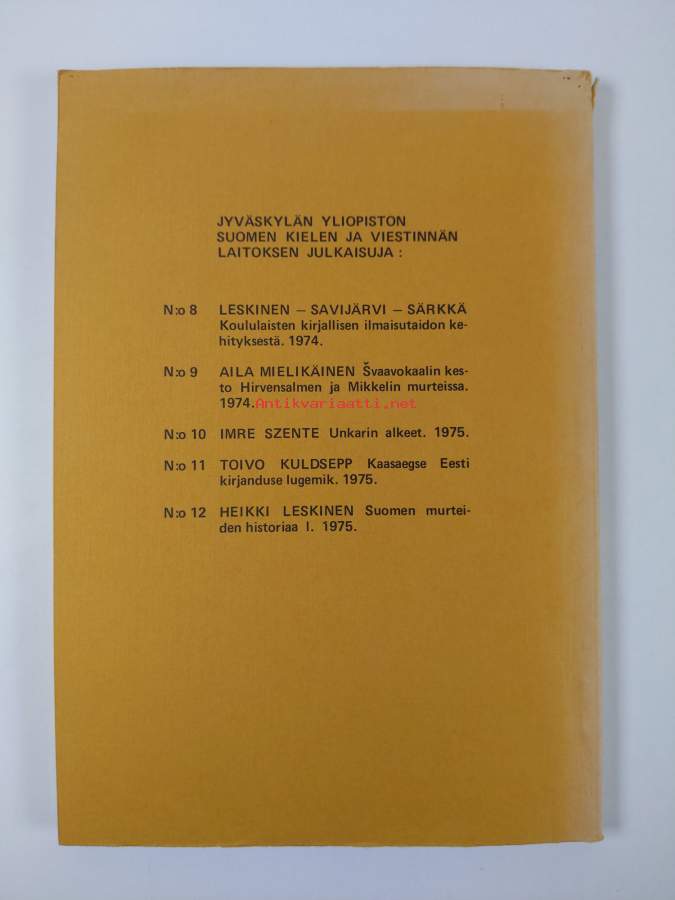 JYVÄSKYLÄN YLIOPISTON
SUOMEN KIELEN JA VIESTINNÄN
LAITOKSEN JULKAISUJA :
N:o 8 LESKINEN – SAVIJÄRVI – SÄRKKÄ
Koululaisten kirjallisen ilmaisutaidon ke-
hityksestä. 1974.
N:o 9 AILA MIELIKÄINEN Švaavokaalin kes-
to Hirvensalmen ja Mikkelin murteissa.
1974.
Antikvariaatti.net
N:o 10 IMRE SZENTE Unkarin alkeet. 1975.
N:o 11 TOIVO KULDSEPP Kaasaegse Eesti
kirjanduse lugemik. 1975.
N:o 12 HEIKKI LESKINEN Suomen murtei-
den historiaa I. 1975.